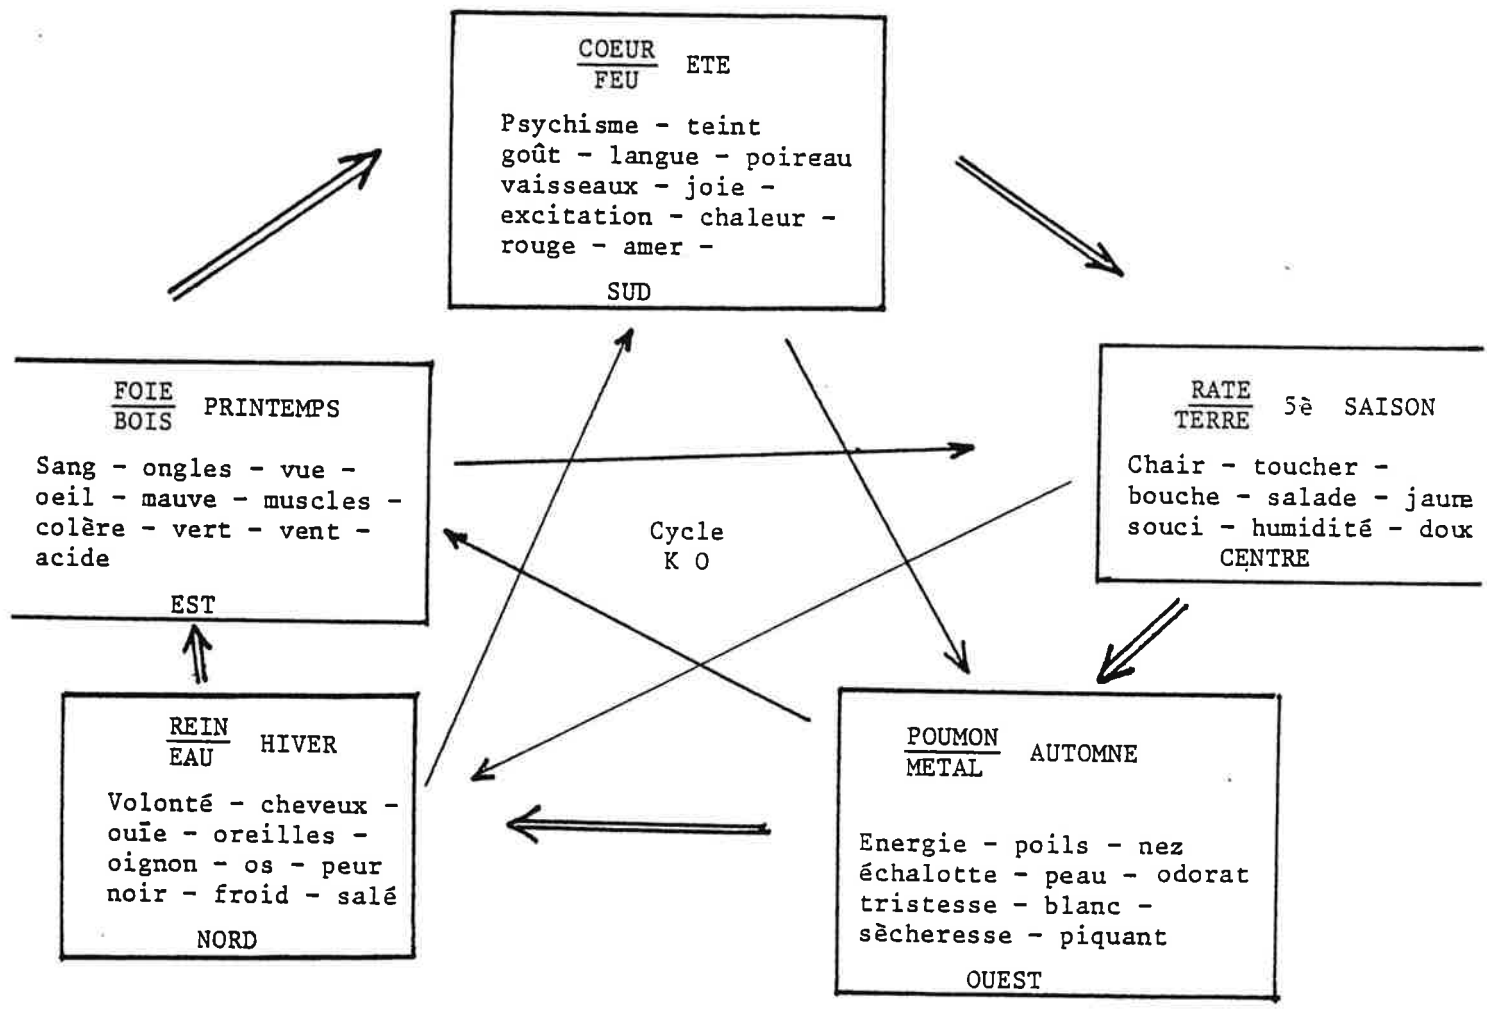 COEUR ETE
FEU
Psychisme - teint
goût - langue - poireau
vaisseaux - joie -
excitation - chaleur -
rouge - amer -
SUD
FOIE PRINTEMPS
BOIS
Sang - ongles - vue -
oeil - mauve - muscles -
colère - vert - vent -
acide
EST
RATE 5è SAISON
TERRE
Chair - toucher -
bouche - salade - jaune
souci - humidité - doux
CENTRE
Cycle
K O
REIN HIVER
EAU
Volonté - cheveux -
ouïe - oreilles -
oignon - os - peur
noir - froid - salé
NORD
POUMON AUTOMNE
METAL
Energie - poils - nez
échalotte - peau - odorat
tristesse - blanc -
sècheresse - piquant
OUEST